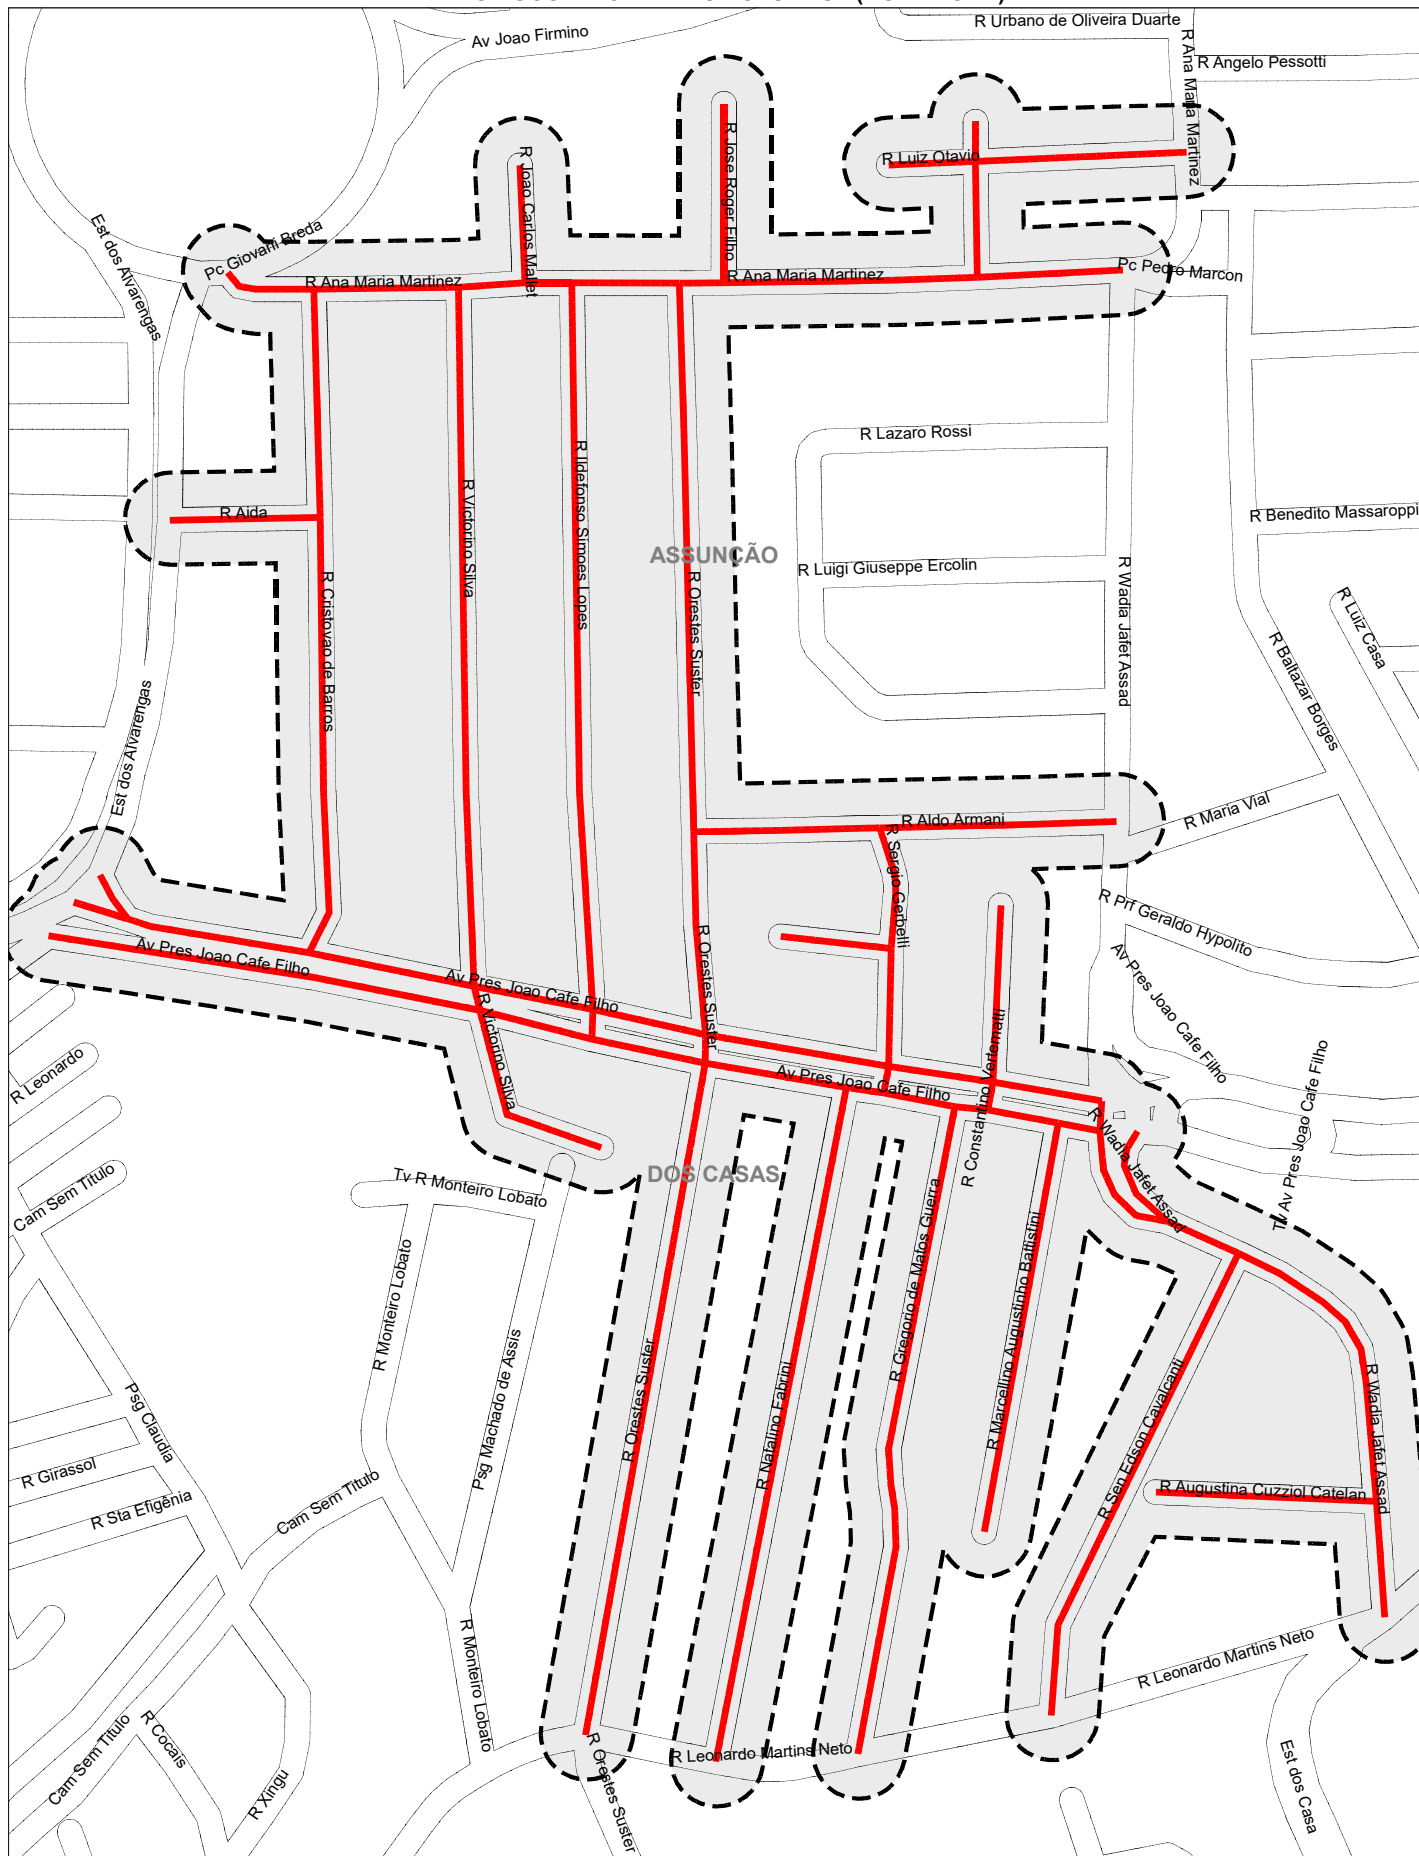 R Urbano de Oliveira Duarte
Av Joao Firmino
R Angelo Pessotti
R Ana Maria Martinez
R Joao Carlos Mallet
R Jose Roger Filho
R Luiz Otavio
Est dos Alvarengas
Pc Giovani Breda
R Ana Maria Martinez
R Ana Maria Martinez
Pc Pedro Marcon
R Lazaro Rossi
R Aida
R Victorino Silva
R Ildefonso Simoes Lopes
ASSUNÇÃO
R Benedito Massaroppi
R Luigi Giuseppe Ercolin
R Cristovao de Barros
R Orestes Suster
R Wadia Jafet Assad
R Luiz Casa
R Baltazar Borges
Est dos Alvarengas
R Aldo Armani
R Maria Vial
R Sergio Gerbelli
R Prf Geraldo Hypolito
Av Pres Joao Cafe Filho
Av Pres Joao Cafe Filho
R Orestes Suster
Av Pres Joao Cafe Filho
R Victorino Silva
R Leonardo
Av Pres Joao Cafe Filho
R Constantino Vertematti
Tv Av Pres Joao Cafe Filho
R Wadia Jafet Assad
DOS CASAS
Tv R Monteiro Lobato
Cam Sem Titulo
R Monteiro Lobato
R Gregorio de Matos Guerra
R Marcellino Augustinho Battistini
Psg Machado de Assis
R Orestes Suster
R Natalino Fabrini
R Sen Edson Cavalcanti
R Wadia Jafet Assad
Psg Claudia
R Girassol
R Sta Efigênia
Cam Sem Titulo
R Augustina Cuzziol Catelan
R Monteiro Lobato
R Leonardo Martins Neto
R Cocais
Cam Sem Titulo
R Xingu
R Orestes Suster
R Leonardo Martins Neto
Est dos Casa